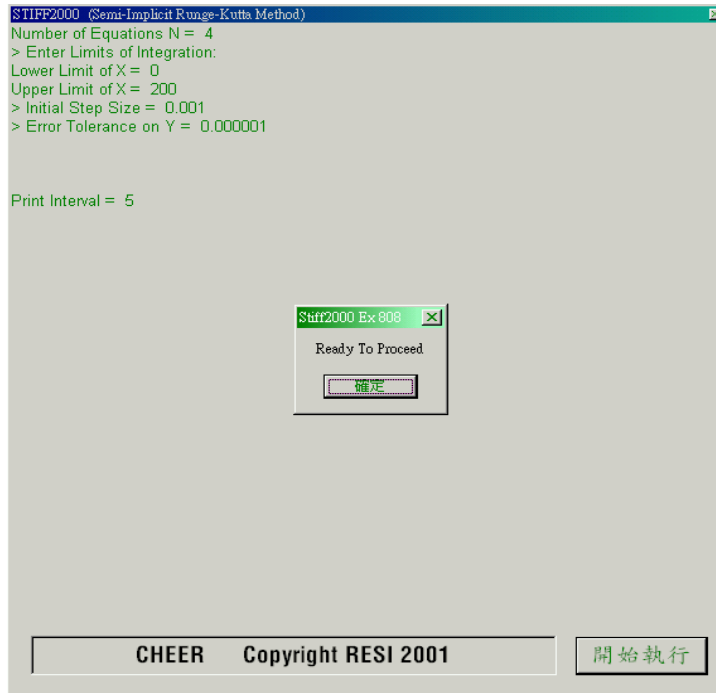 STIFF2000 (Semi-Implicit Runge-Kutta Method)
Number of Equations N = 4
> Enter Limits of Integration:
Lower Limit of X = 0
Upper Limit of X = 200
> Initial Step Size = 0.001
> Error Tolerance on Y = 0.000001
Print Interval = 5
Stiff2000 Ex 808
Ready To Proceed
確定
CHEER Copyright RESI 2001
開始執行